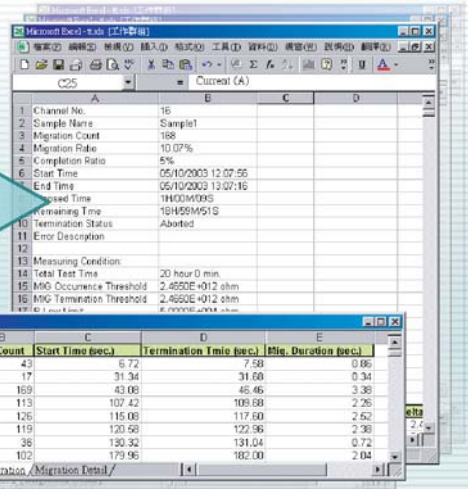 Microsoft Excel - tt.xls [工作群組]
檔案(F) 編輯(E) 檢視(V) 插入(I) 格式(O) 工具(T) 資料(D) 視窗(W) 說明(H)
C25 = Current (A)
A B C D
1 Channel No. 16
2 Sample Name Sample1
3 Migration Count 168
4 Migration Ratio 10.07%
5 Completion Ratio 5%
6 Start Time 05/10/2003 12:07:56
End Time 05/10/2003 13:07:16
Time 1H/00M/09S
Remaining Time 18H/59M/51S
10 Termination Status Aborted
11 Error Description
12
13 Measuring Condition:
14 Total Test Time 20 hour 0 min.
15 MIG Occurrence Threshold 2.4650E+012 ohm
16 MIG Termination Threshold 2.4650E+012 ohm
C D E
Count Start Time (sec.) Termination Tmie (sec.) Mig. Duration (sec.)
43 6.72 7.58 0.86
17 31.34 31.68 0.34
169 43.08 46.46 3.38
113 107.42 109.68 2.26
126 115.08 117.60 2.52
119 120.58 122.96 2.38
36 130.32 131.04 0.72
102 179.96 182.00 2.04
Migration Detail